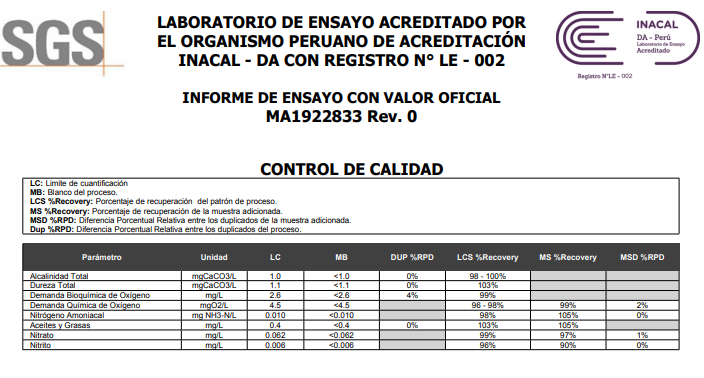 SGS
LABORATORIO DE ENSAYO ACREDITADO POR
EL ORGANISMO PERUANO DE ACREDITACIÓN
INACAL - DA CON REGISTRO N° LE - 002
INACAL
DA - Perú
Laboratorio de Ensayo
Acreditado
Registro N°LE - 002
INFORME DE ENSAYO CON VALOR OFICIAL
MA1922833 Rev. 0
CONTROL DE CALIDAD
LC: Limite de cuantificación
MB: Blanco del proceso.
LCS %Recovery: Porcentaje de recuperación del patrón de proceso.
MS %Recovery: Porcentaje de recuperación de la muestra adicionada.
MSD %RPD: Diferencia Porcentual Relativa entre los duplicados de la muestra adicionada.
Dup %RPD: Diferencia Porcentual Relativa entre los duplicados del proceso.
Parámetro Unidad LC MB DUP %RPD LCS %Recovery MS %Recovery MSD %RPD
Alcalinidad Total mgCaCO3/L 1.0 <1.0 0% 98 - 100%
Dureza Total mgCaCO3/L 1.1 <1.1 0% 103%
Demanda Bioquímica de Oxígeno mg/L 2.6 <2.6 4% 99%
Demanda Química de Oxígeno mgO2/L 4.5 <4.5 96 - 98% 99% 2%
Nitrógeno Amoniacal mg NH3-N/L 0.010 <0.010 98% 105% 0%
Aceites y Grasas mg/L 0.4 <0.4 0% 103% 105%
Nitrato mg/L 0.062 <0.062 99% 97% 1%
Nitrito mg/L 0.006 <0.006 96% 90% 0%